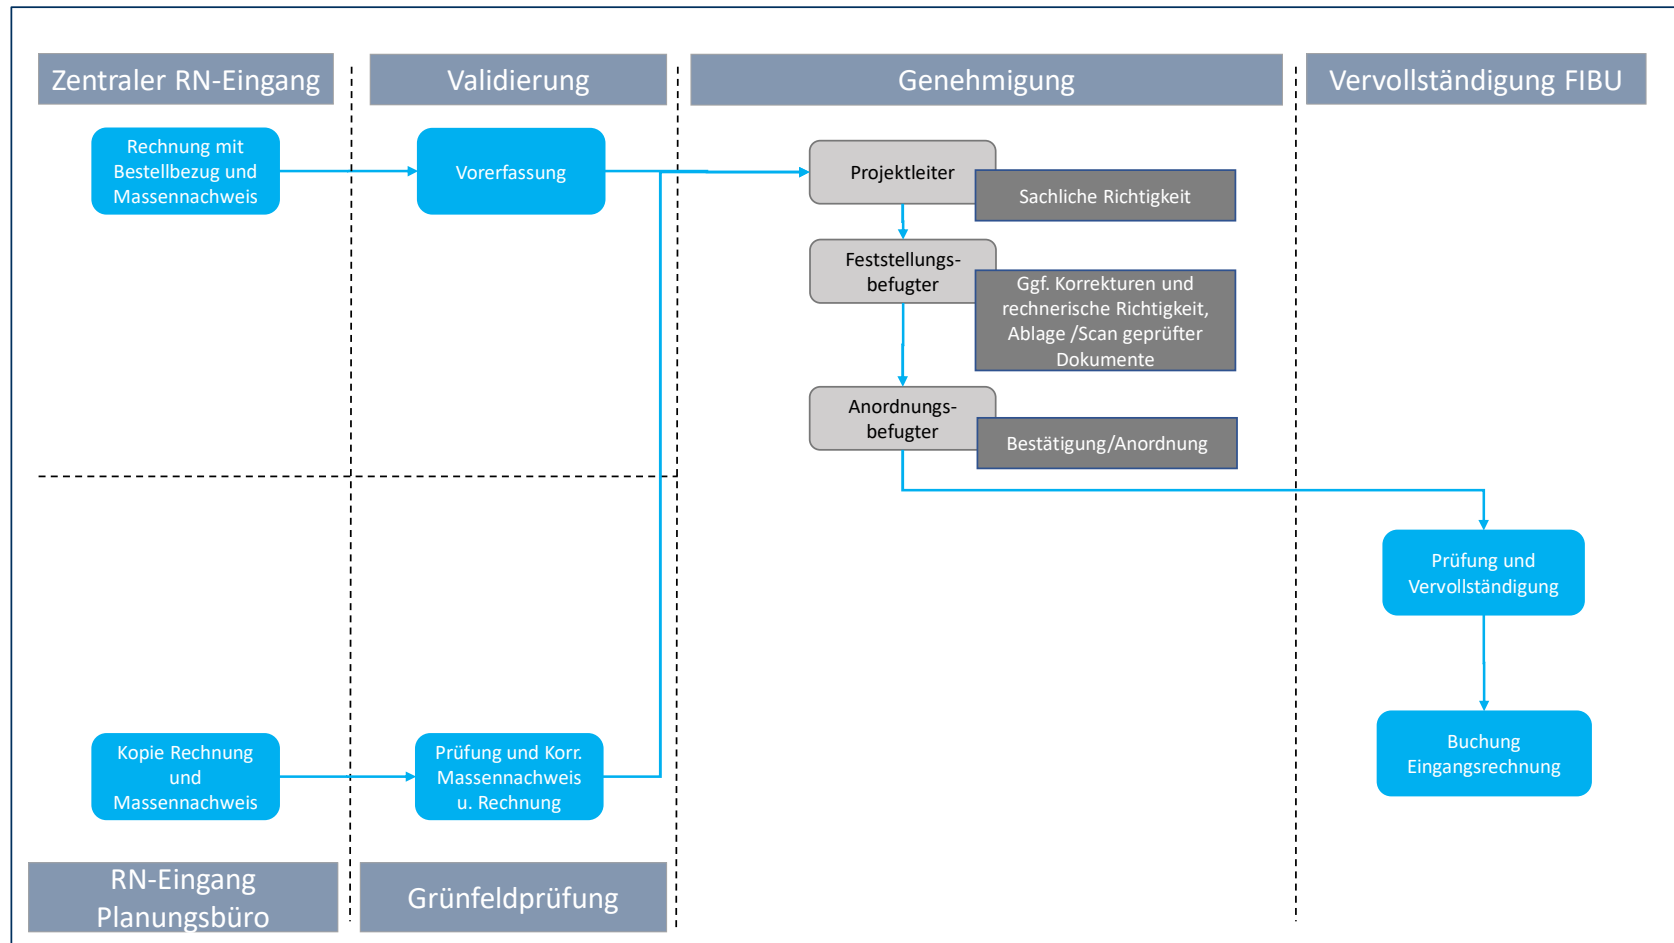 Zentraler RN-Eingang
Validierung
Genehmigung
Vervollständigung FIBU
Rechnung mit
Bestellbezug und
Massennachweis
Vorerfassung
Projektleiter
Sachliche Richtigkeit
Feststellungs-
befugter
Ggf. Korrekturen und
rechnerische Richtigkeit,
Ablage /Scan geprüfter
Dokumente
Anordnungs-
befugter
Bestätigung/Anordnung
Prüfung und
Vervollständigung
Kopie Rechnung
und
Massennachweis
Prüfung und Korr.
Massennachweis
u. Rechnung
Buchung
Eingangsrechnung
RN-Eingang
Planungsbüro
Grünfeldprüfung